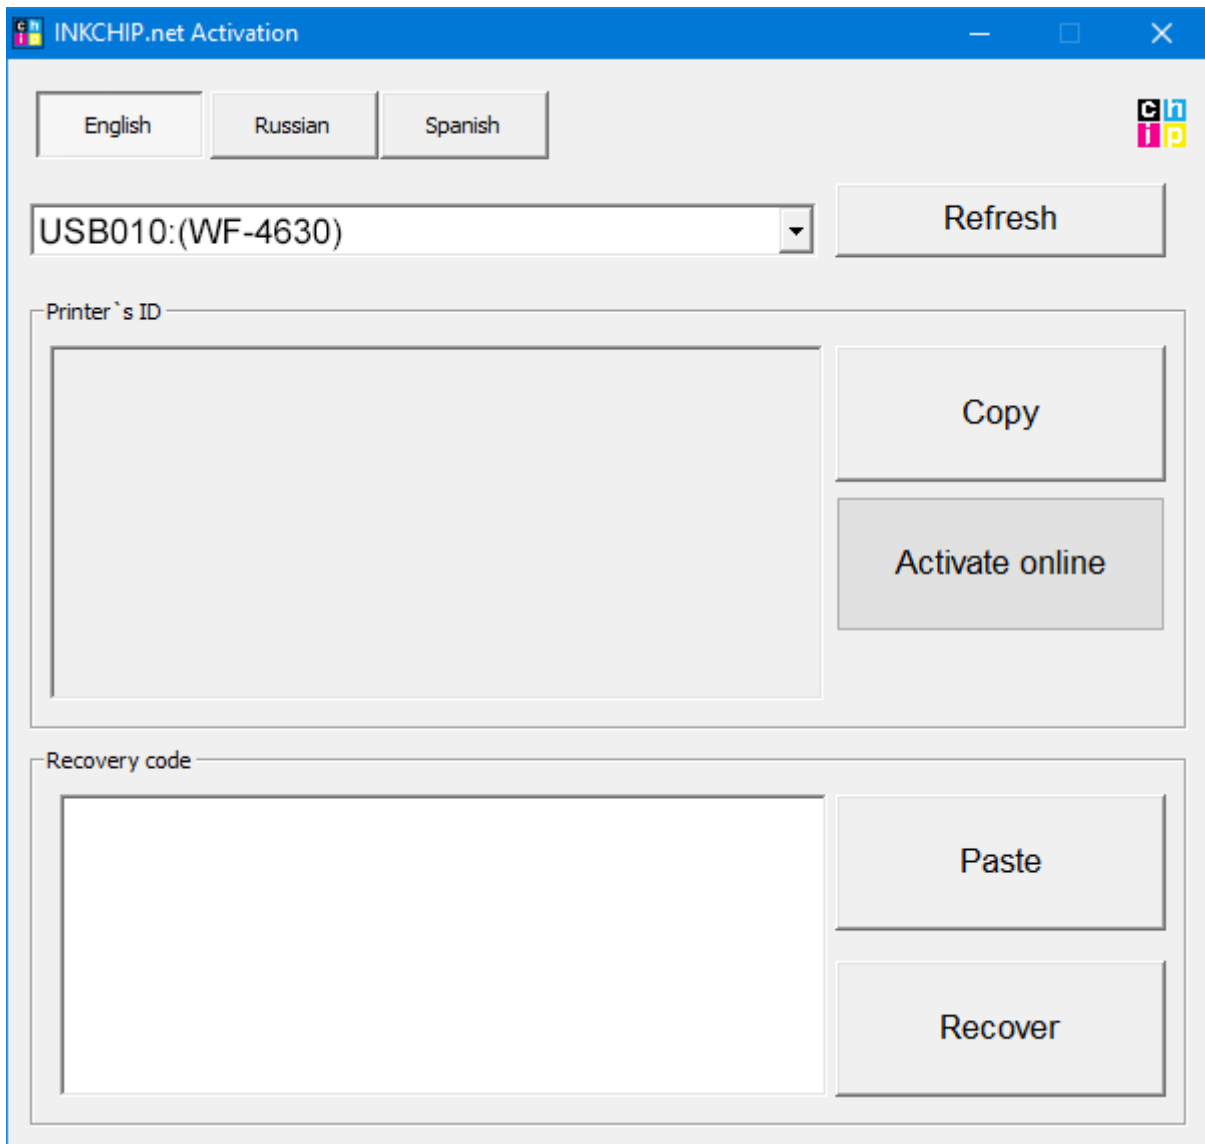 INKCHIP.net Activation
English Russian Spanish
chip
USB010:(WF-4630) Refresh
Printer`s ID
Copy
Activate online
Recovery code
Paste
Recover